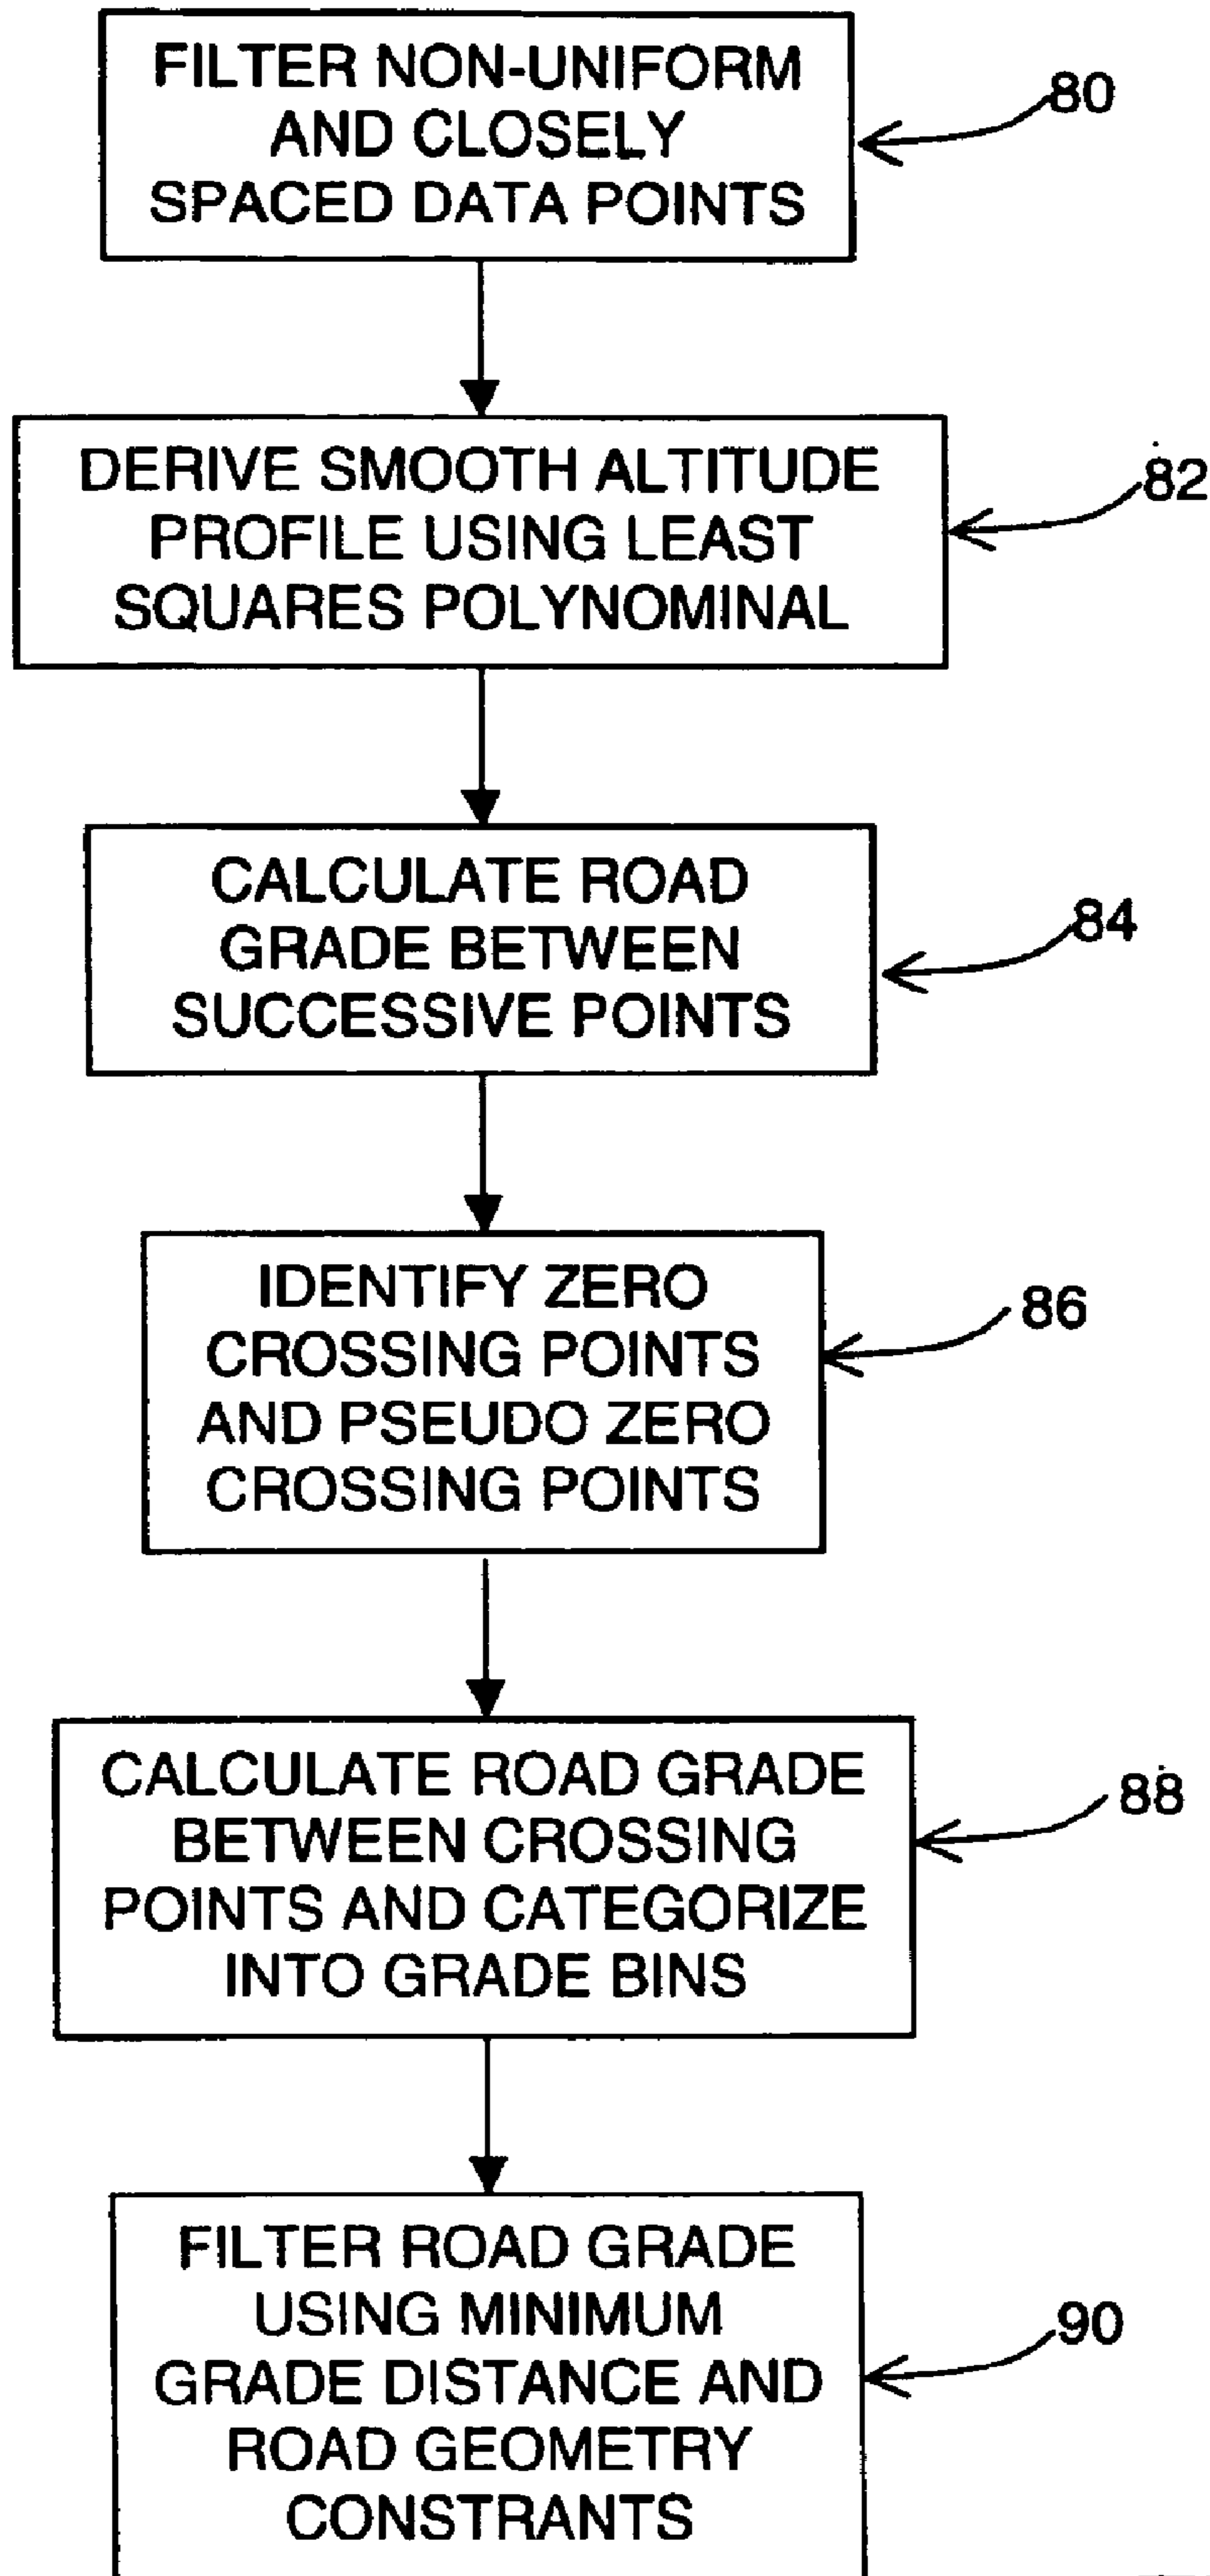 FILTER NON-UNIFORM
AND CLOSELY
SPACED DATA POINTS
80
DERIVE SMOOTH ALTITUDE
PROFILE USING LEAST
SQUARES POLYNOMINAL
82
CALCULATE ROAD
GRADE BETWEEN
SUCCESSIVE POINTS
84
IDENTIFY ZERO
CROSSING POINTS
AND PSEUDO ZERO
CROSSING POINTS
86
CALCULATE ROAD GRADE
BETWEEN CROSSING
POINTS AND CATEGORIZE
INTO GRADE BINS
88
FILTER ROAD GRADE
USING MINIMUM
GRADE DISTANCE AND
ROAD GEOMETRY
CONSTRANTS
90